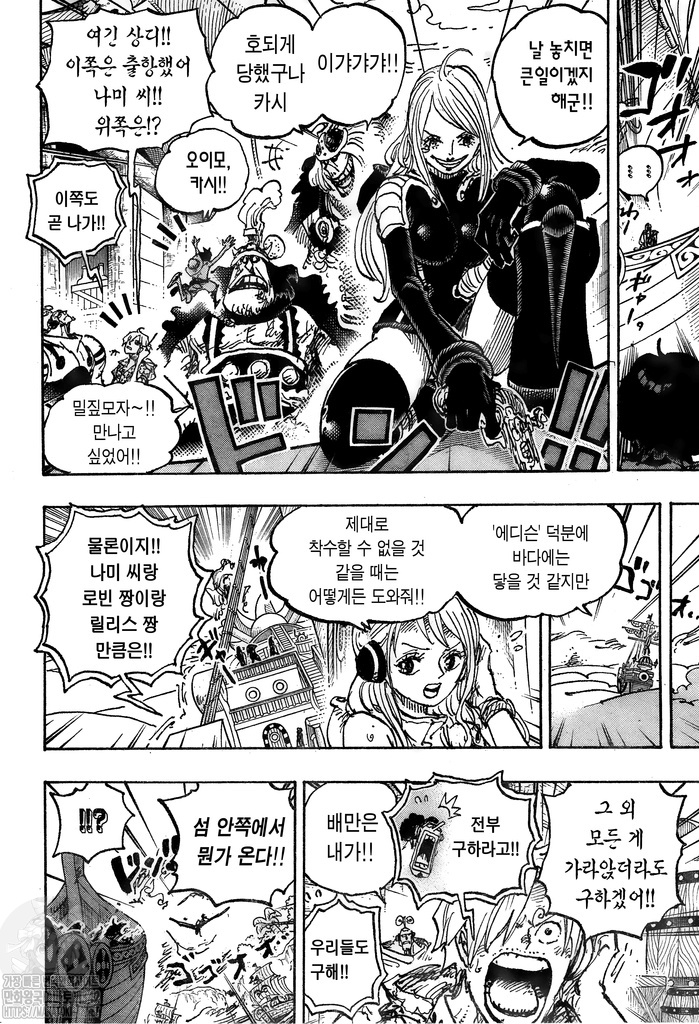 날 놓치면
큰일이겠지
해군!!
이갸갸갸!!
호되게
당했구나
카시
여긴 상디!!
이쪽은 출항했어
나미 씨!!
위쪽은!?
오이모,
카시!!
이쪽도
곧 나가!!
밀짚모자~!!
만나고
싶었어!!
'에디슨' 덕분에
바다에는
닿을 것 같지만
제대로
착수할 수 없을 것
같을 때는
어떻게든 도와줘!!
물론이지!!
나미 씨랑
로빈 짱이랑
릴리스 짱
만큼은!!
그 외
모든 게
가라앉더라도
구하겠어!!
전부
구하라고!!
배만은
내가!!
우리들도
구해!!
섬 안쪽에서
뭔가 온다!!
!!?